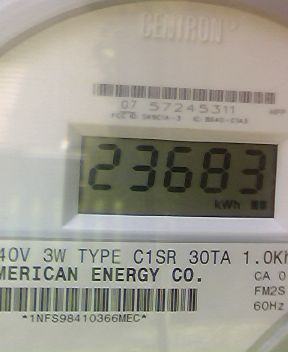 CENTRON
07 57245311
23683
kWh
40V 3W TYPE C1SR 30TA 1.0Kh
MERICAN ENERGY CO.
CA 0
FM2S
60Hz
*1NFS98410366MEC*